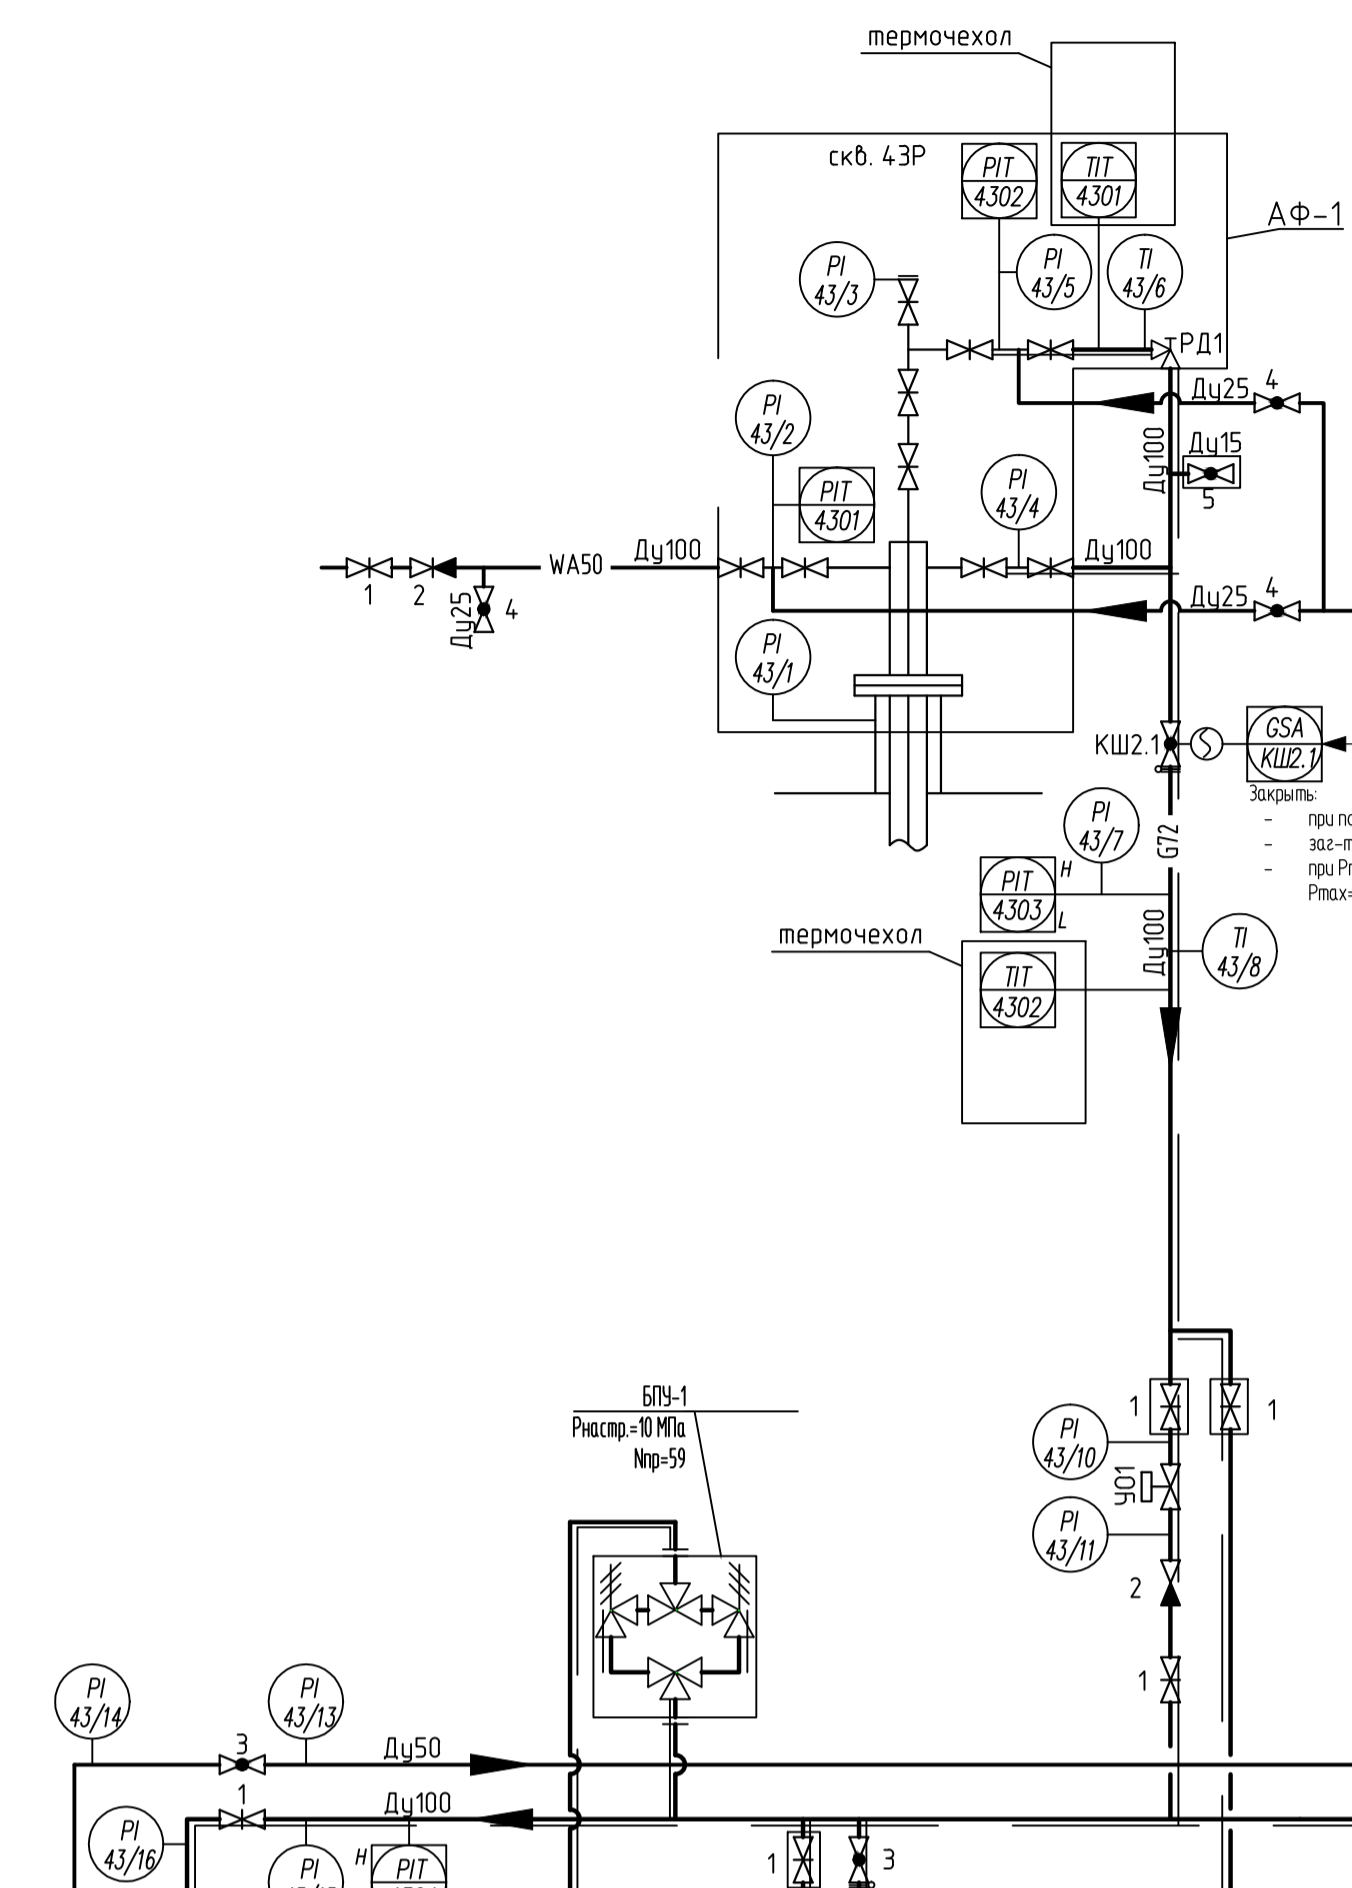 термочехол
скв. 43Р
PIT
4302
TIT
4301
АФ-1
PI
43/3
PI
43/5
TI
43/6
РД1
Ду25
4
PI
43/2
Ду100
Ду15
5
PIT
4301
PI
43/4
Ду100
WA50
Ду100
1
2
Ду25
4
Ду25
4
PI
43/1
КШ2.1
GSA
КШ2.1
Закрыть:
-
-
заг-т
-
Pmax=
PI
43/7
G72
PIT
4303
H
L
термочехол
Ду100
TI
43/8
TIT
4302
БПУ-1
Рнастр.=10 МПа
Nпр=59
1
1
PI
43/10
У01
PI
43/11
2
1
PI
43/14
PI
43/13
3
Ду50
1
Ду100
PI
43/16
PI
H
PIT
1
3